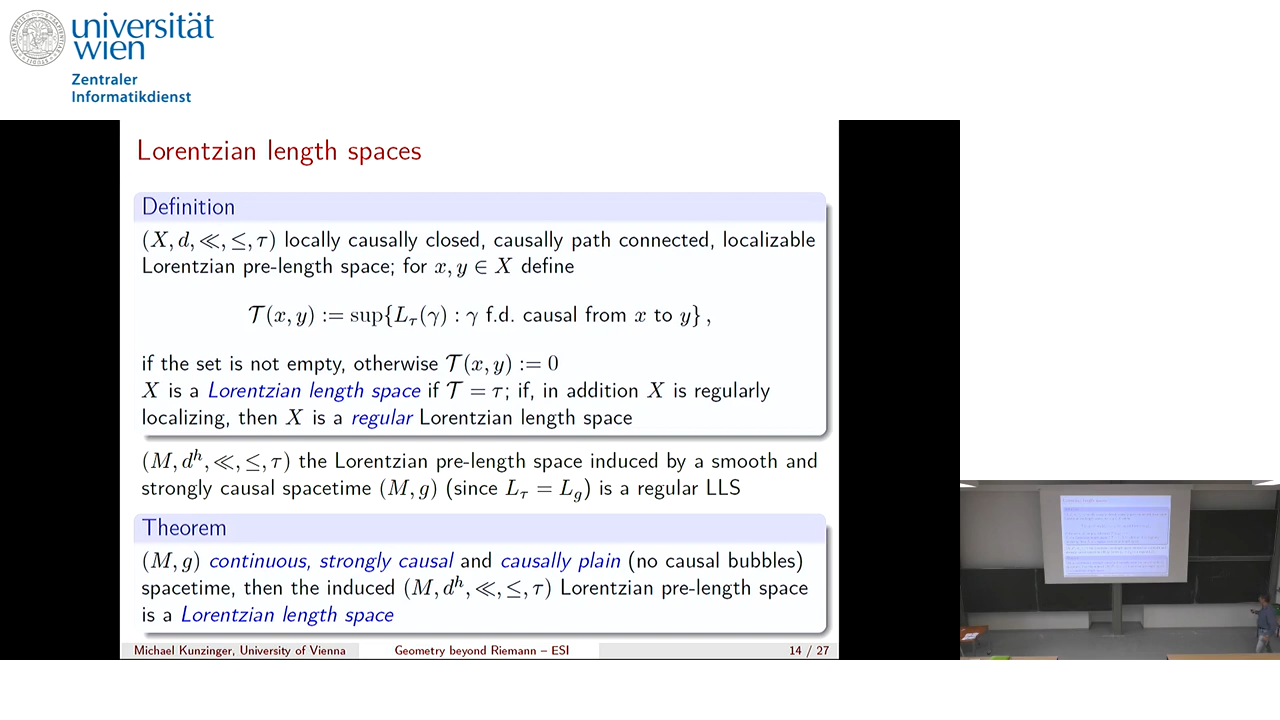 universität
wien
Zentraler
Informatikdienst
Lorentzian length spaces
Definition
(X, d, ≪, ≤, τ) locally causally closed, causally path connected, localizable
Lorentzian pre-length space; for x, y ∈ X define
𝒯(x, y) := sup{L_τ(γ) : γ f.d. causal from x to y} ,
if the set is not empty, otherwise 𝒯(x, y) := 0
X is a Lorentzian length space if 𝒯 = τ; if, in addition X is regularly
localizing, then X is a regular Lorentzian length space
(M, d^h, ≪, ≤, τ) the Lorentzian pre-length space induced by a smooth and
strongly causal spacetime (M, g) (since L_τ = L_g) is a regular LLS
Theorem
(M, g) continuous, strongly causal and causally plain (no causal bubbles)
spacetime, then the induced (M, d^h, ≪, ≤, τ) Lorentzian pre-length space
is a Lorentzian length space
Michael Kunzinger, University of Vienna
Geometry beyond Riemann – ESI
14 / 27